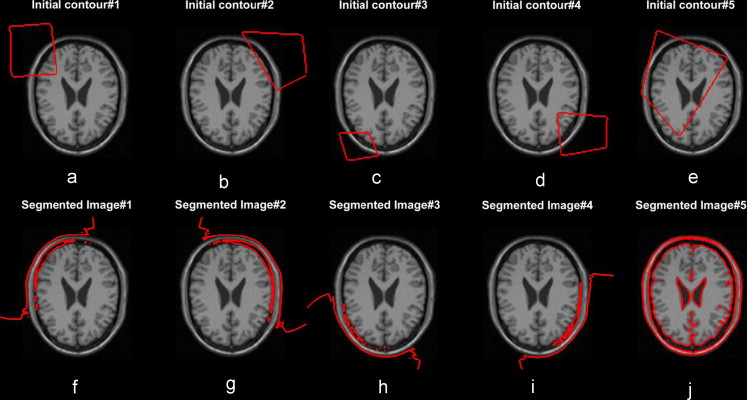 Initial contour#1 Initial contour#2 Initial contour#3 Initial contour#4 Initial contour#5
a b c d e
Segmented Image#1 Segmented Image#2 Segmented Image#3 Segmented Image#4 Segmented Image#5
f g h i j